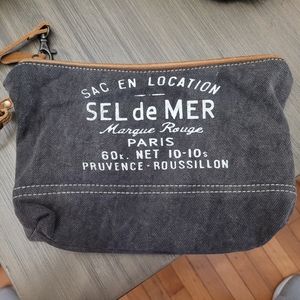 SAC EN LOCATION
SEL de MER
Marque Rouge
PARIS
60K. NET 10-10s
PRUVENCE-ROUSSILLON